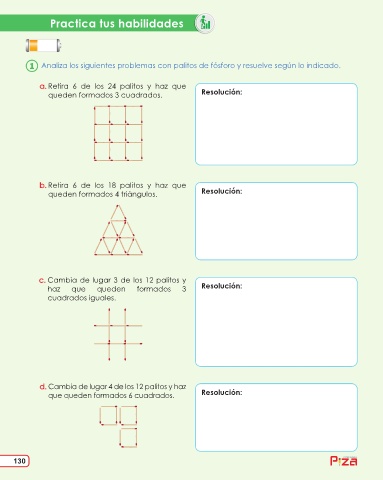 Practica tus habilidades
1 Analiza los siguientes problemas con palitos de fósforo y resuelve según lo indicado.
a. Retira 6 de los 24 palitos y haz que
queden formados 3 cuadrados.
Resolución:
b. Retira 6 de los 18 palitos y haz que
queden formados 4 triángulos.
Resolución:
c. Cambia de lugar 3 de los 12 palitos y
haz que queden formados 3
cuadrados iguales.
Resolución:
d. Cambia de lugar 4 de los 12 palitos y haz
que queden formados 6 cuadrados.
Resolución:
130
Piza